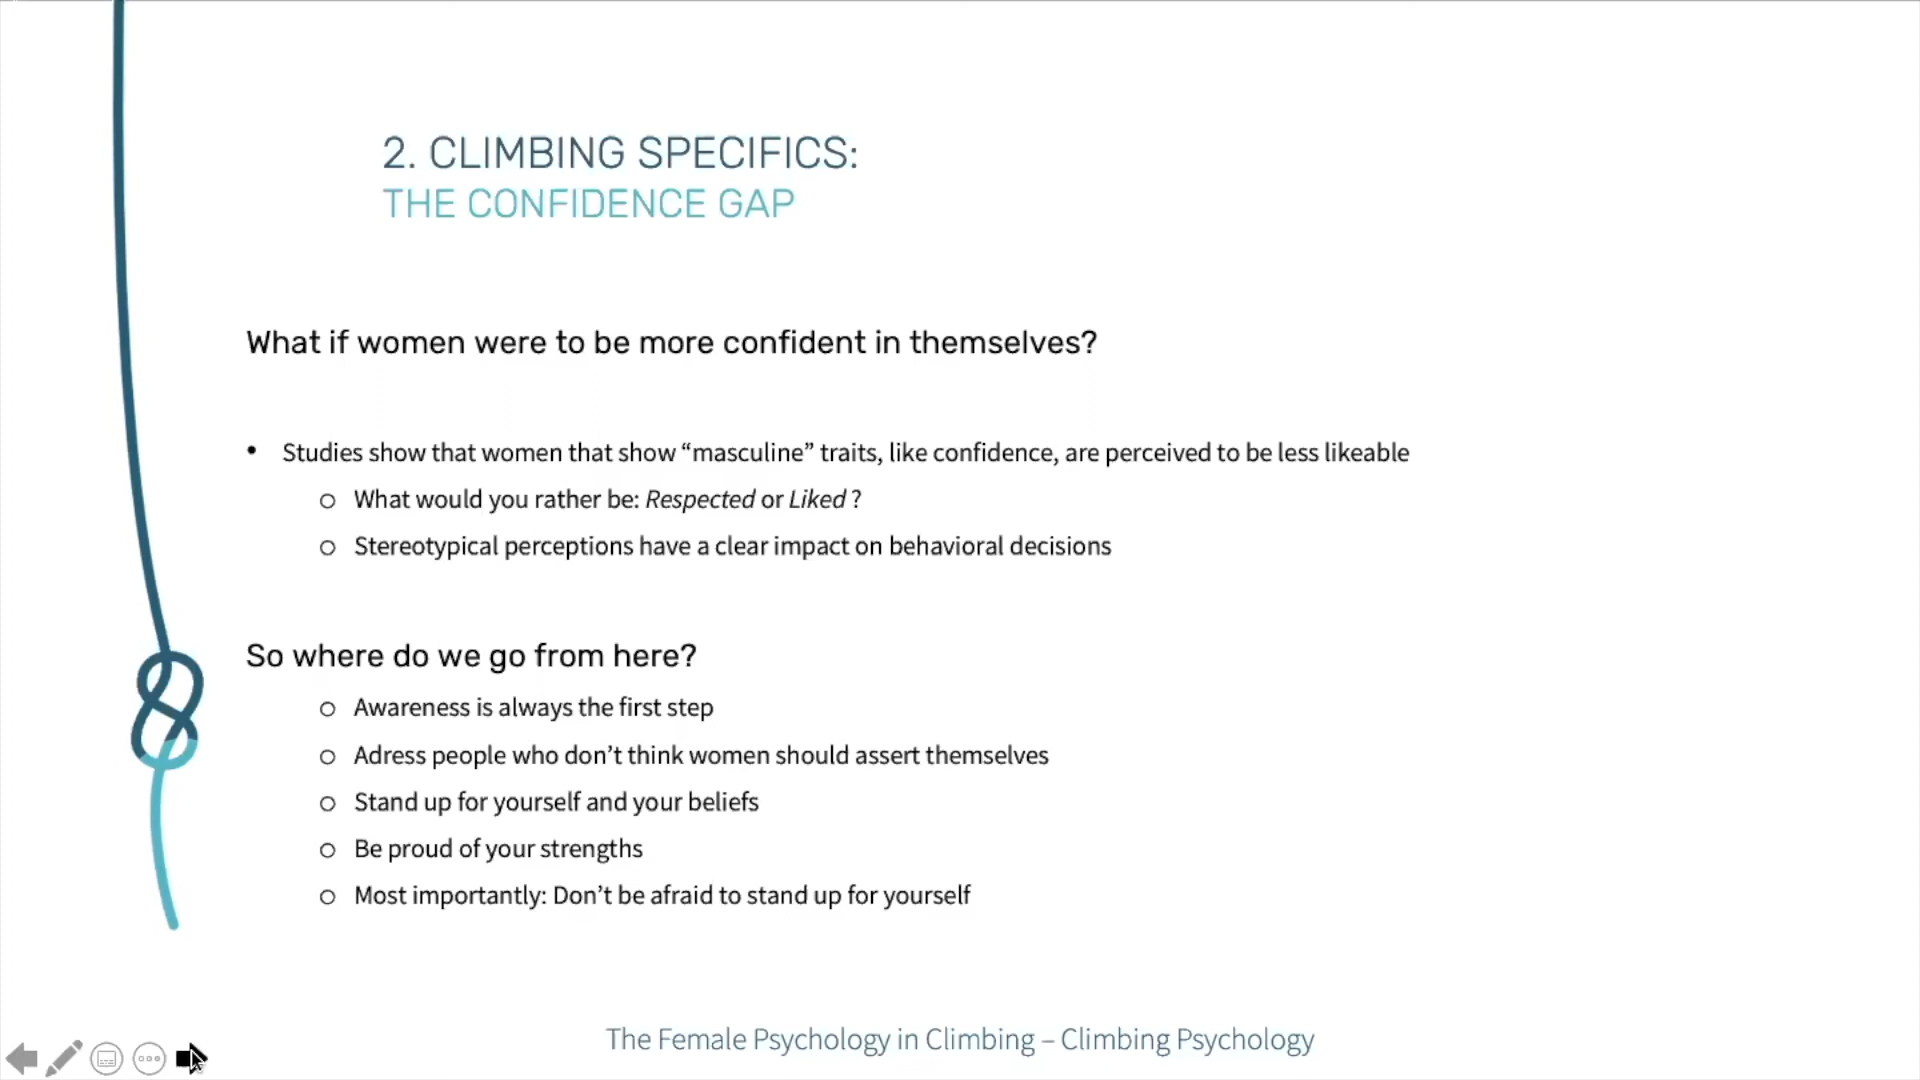 2. CLIMBING SPECIFICS:
THE CONFIDENCE GAP
What if women were to be more confident in themselves?
• Studies show that women that show “masculine” traits, like confidence, are perceived to be less likeable
o What would you rather be: Respected or Liked ?
o Stereotypical perceptions have a clear impact on behavioral decisions
So where do we go from here?
o Awareness is always the first step
o Adress people who don’t think women should assert themselves
o Stand up for yourself and your beliefs
o Be proud of your strengths
o Most importantly: Don’t be afraid to stand up for yourself
The Female Psychology in Climbing – Climbing Psychology